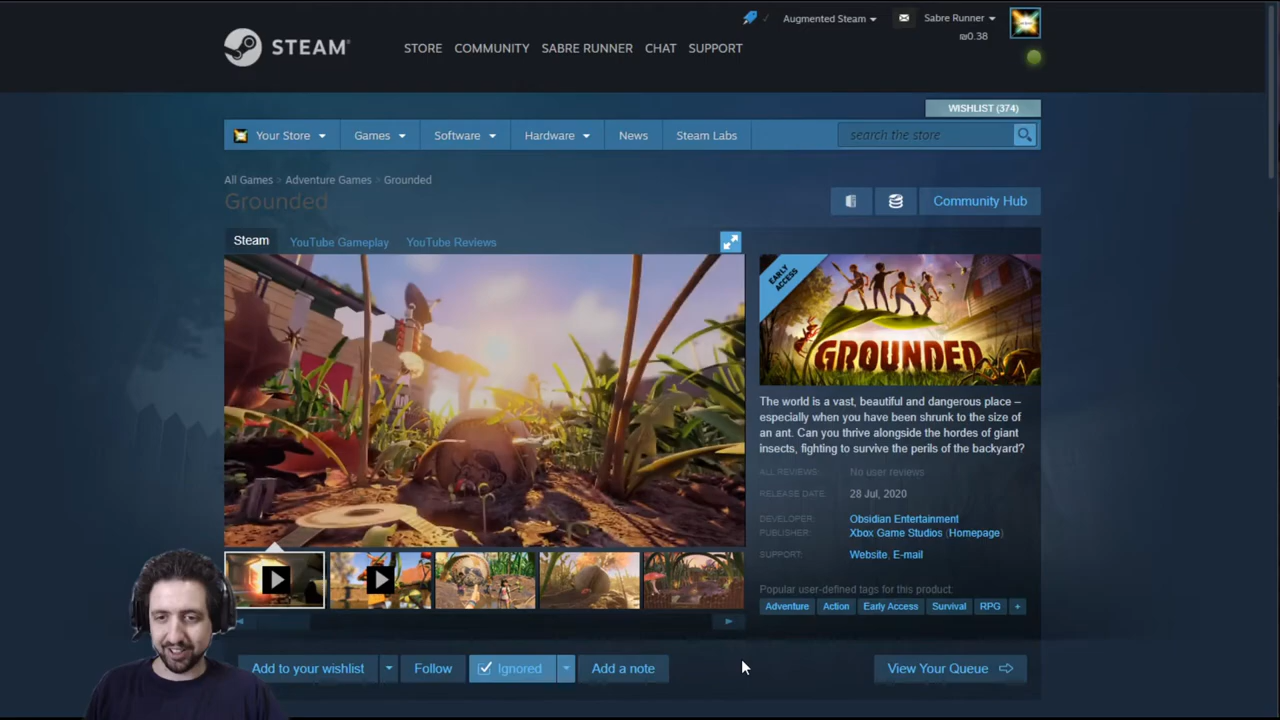 Augmented Steam
Sabre Runner
₪0.38
STEAM®
STORE COMMUNITY SABRE RUNNER CHAT SUPPORT
WISHLIST (374)
Your Store Games Software Hardware News Steam Labs search the store
All Games > Adventure Games > Grounded
Grounded
Community Hub
Steam YouTube Gameplay YouTube Reviews
EARLY ACCESS
GROUNDED
The world is a vast, beautiful and dangerous place –
especially when you have been shrunk to the size of
an ant. Can you thrive alongside the hordes of giant
insects, fighting to survive the perils of the backyard?
ALL REVIEWS: No user reviews
RELEASE DATE: 28 Jul, 2020
DEVELOPER: Obsidian Entertainment
PUBLISHER: Xbox Game Studios (Homepage)
SUPPORT: Website, E-mail
Popular user-defined tags for this product:
Adventure Action Early Access Survival RPG +
Add to your wishlist Follow Ignored Add a note View Your Queue